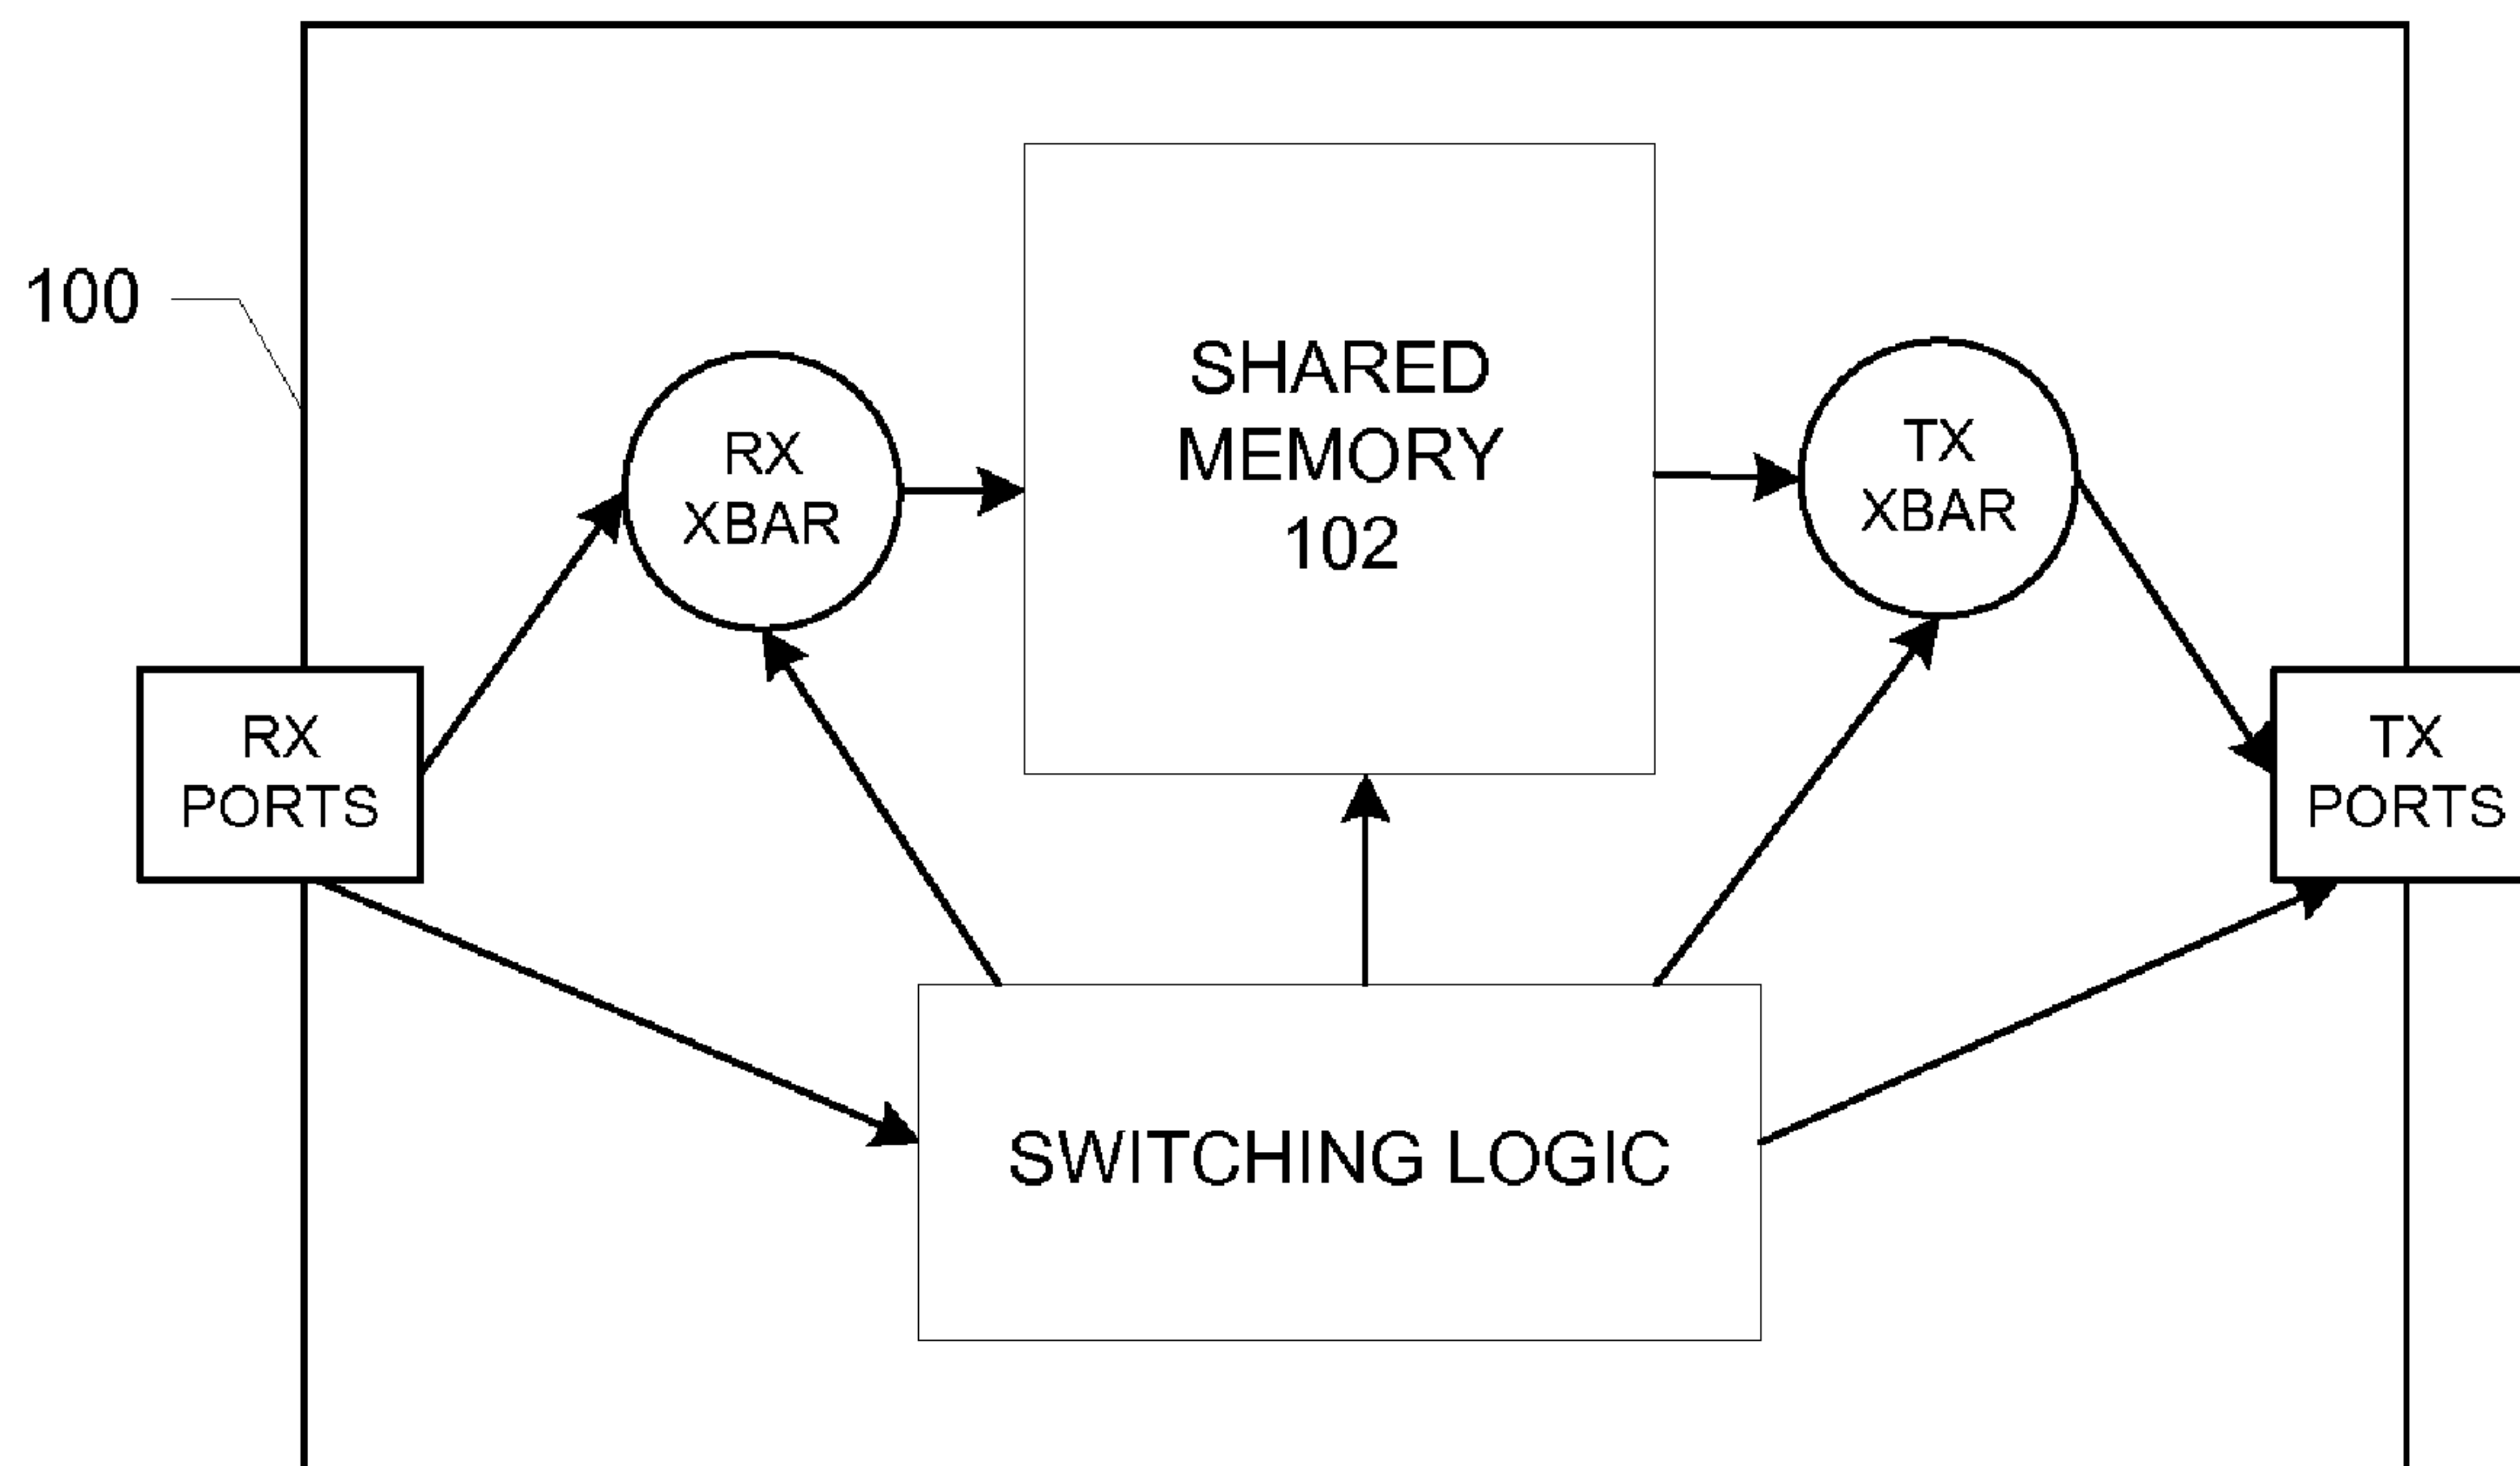 100
SHARED
MEMORY
102
RX
XBAR
TX
XBAR
RX
PORTS
TX
PORTS
SWITCHING LOGIC